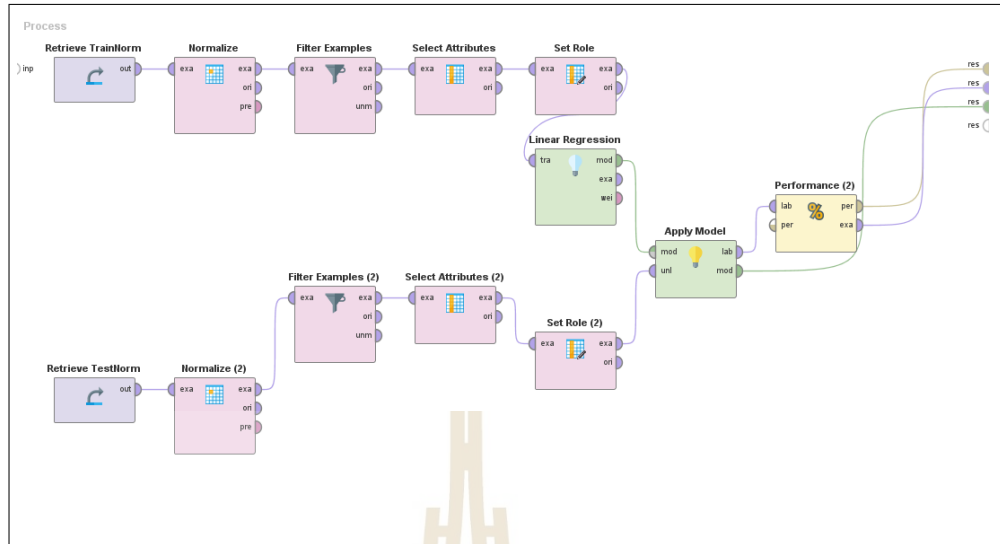 Process
inp
Retrieve TrainNorm
out
Normalize
exa exa
ori
pre
Filter Examples
exa exa
ori
unm
Select Attributes
exa exa
ori
Set Role
exa exa
ori
Linear Regression
tra mod
exa
wei
Apply Model
mod lab
unl mod
Performance (2)
lab per
per exa
res
res
res
res
Filter Examples (2)
exa exa
ori
unm
Select Attributes (2)
exa exa
ori
Set Role (2)
exa exa
ori
Retrieve TestNorm
out
Normalize (2)
exa exa
ori
pre